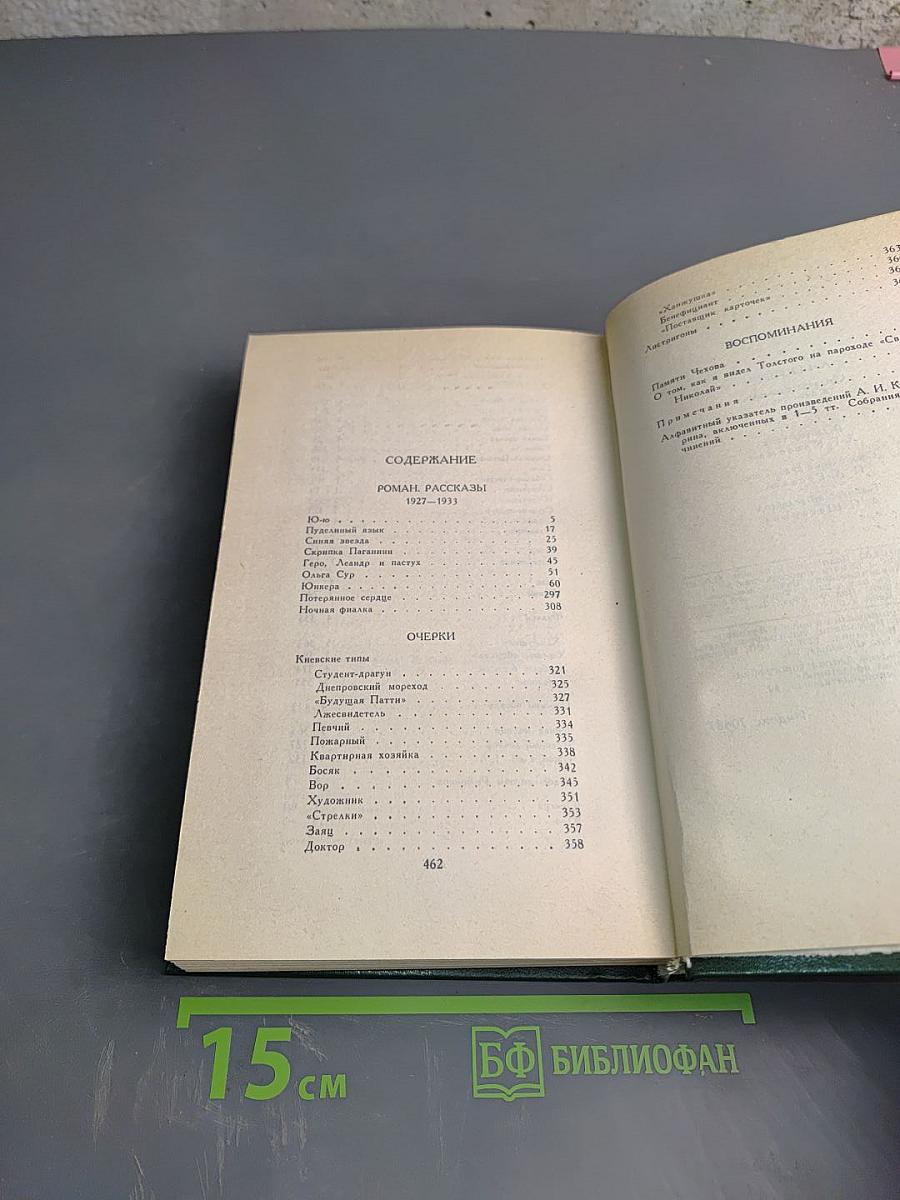 СОДЕРЖАНИЕ
РОМАН. РАССКАЗЫ
1927—1933
Ю-ю . . . . . . . . . . . . . . . 5
Пуделиный язык . . . . . . . . . . . . 17
Синяя звезда . . . . . . . . . . . . . 25
Скрипка Паганини . . . . . . . . . . . 39
Геро, Леандр и пастух . . . . . . . . . 45
Ольга Сур . . . . . . . . . . . . . . 51
Юнкера . . . . . . . . . . . . . . . 60
Потерянное сердце . . . . . . . . . . . 297
Ночная фиалка . . . . . . . . . . . . 308
ОЧЕРКИ
Киевские типы
Студент-драгун . . . . . . . . . . . 321
Днепровский мореход . . . . . . . . . 325
«Будущая Патти» . . . . . . . . . . 327
Лжесвидетель . . . . . . . . . . . . 331
Певчий . . . . . . . . . . . . . . 334
Пожарный . . . . . . . . . . . . . 335
Квартирная хозяйка . . . . . . . . . 338
Босяк . . . . . . . . . . . . . . 342
Вор . . . . . . . . . . . . . . . 345
Художник . . . . . . . . . . . . . 351
«Стрелки» . . . . . . . . . . . . . 353
Заяц . . . . . . . . . . . . . . . 357
Доктор . . . . . . . . . . . . . . 358
462
«Ханжушка» . . . . . . . . . . . 363
Бенефициант . . . . . . . . . . .
«Поставщик карточек» . . . . . . .
Листригоны . . . . . . . . . . .
ВОСПОМИНАНИЯ
Памяти Чехова . . . . . . . . . .
О том, как я видел Толстого на пароходе
Николай» . . . . . . . . . . .
Примечания . . . . . . . . . . .
Алфавитный указатель произведений А. И.
рина, включенных в 1—5 тт. Собрания
чинений . . . . . . . . . . .
15 см
БФ БИБЛИОФАН